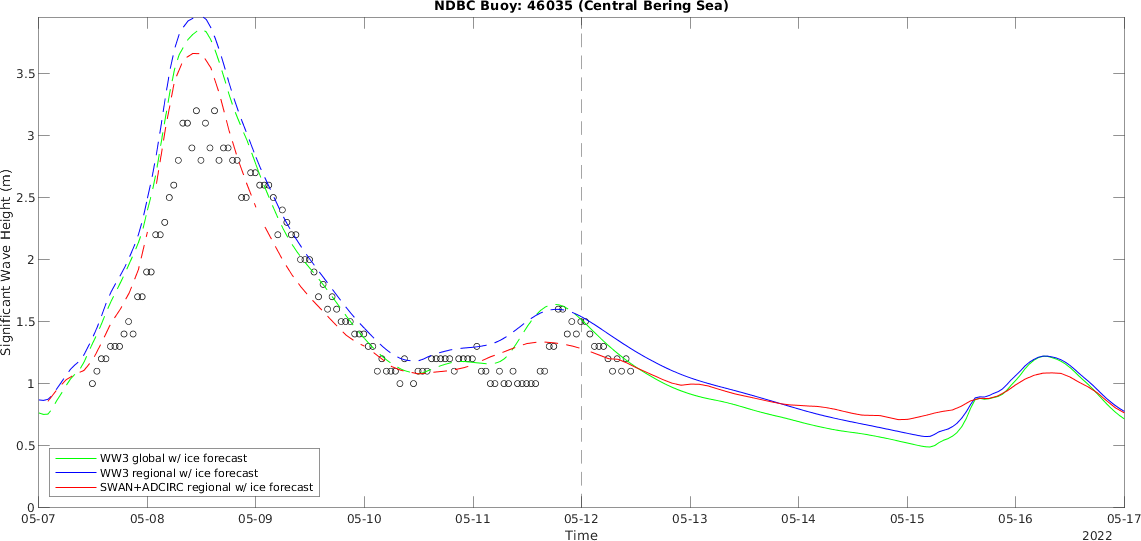 NDBC Buoy: 46035 (Central Bering Sea)
Significant Wave Height (m)
3.5
3
2.5
2
1.5
1
0.5
0
WW3 global w/ ice forecast
WW3 regional w/ ice forecast
SWAN+ADCIRC regional w/ ice forecast
05-07 05-08 05-09 05-10 05-11 05-12 05-13 05-14 05-15 05-16 05-17
Time
2022